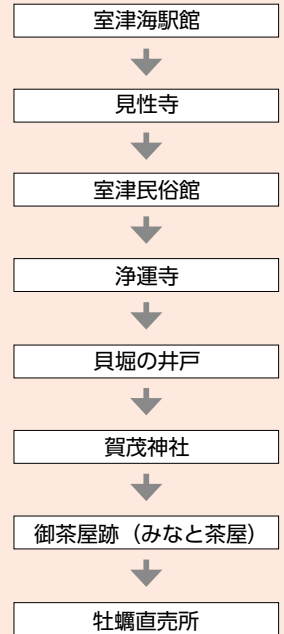 室津海駅館
見性寺
室津民俗館
浄運寺
貝堀の井戸
賀茂神社
御茶屋跡（みなと茶屋）
牡蠣直売所